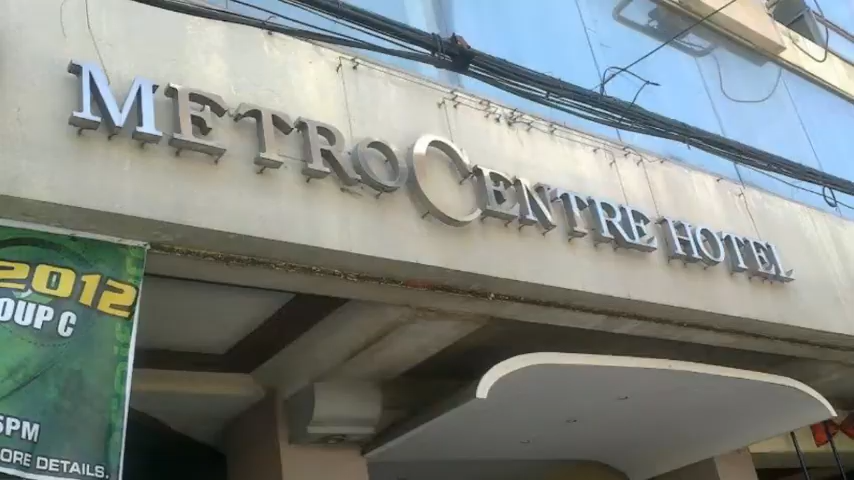 METROCENTRE HOTEL
2012
OUP C
5PM
ORE DETAILS.